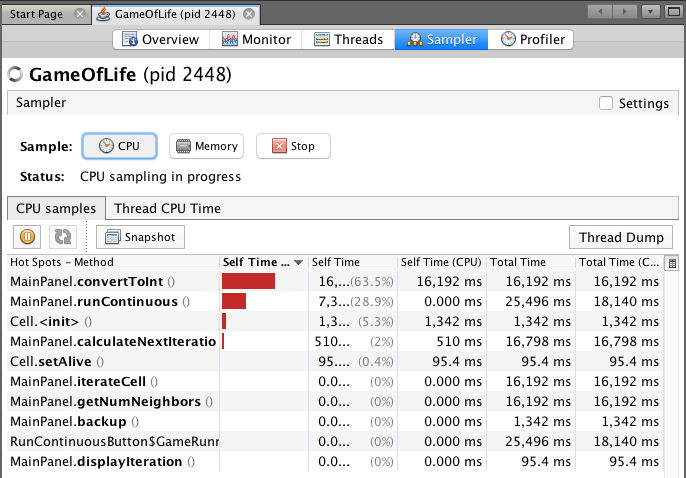 Start Page GameOfLife (pid 2448)
Overview Monitor Threads Sampler Profiler
GameOfLife (pid 2448)
Sampler Settings
Sample: CPU Memory Stop
Status: CPU sampling in progress
CPU samples Thread CPU Time
Snapshot Thread Dump
Hot Spots - Method Self Time ... Self Time Self Time (CPU) Total Time Total Time (C...
MainPanel.convertToInt () 16,... (63.5%) 16,192 ms 16,192 ms 16,192 ms
MainPanel.runContinuous () 7,3... (28.9%) 0.000 ms 25,496 ms 18,140 ms
Cell.<init> () 1,3... (5.3%) 1,342 ms 1,342 ms 1,342 ms
MainPanel.calculateNextIteratio 510... (2%) 510 ms 16,798 ms 16,798 ms
Cell.setAlive () 95.... (0.4%) 95.4 ms 95.4 ms 95.4 ms
MainPanel.iterateCell () 0.0... (0%) 0.000 ms 16,192 ms 16,192 ms
MainPanel.getNumNeighbors () 0.0... (0%) 0.000 ms 16,192 ms 16,192 ms
MainPanel.backup () 0.0... (0%) 0.000 ms 1,342 ms 1,342 ms
RunContinuousButton$GameRunn 0.0... (0%) 0.000 ms 25,496 ms 18,140 ms
MainPanel.displayIteration () 0.0... (0%) 0.000 ms 95.4 ms 95.4 ms